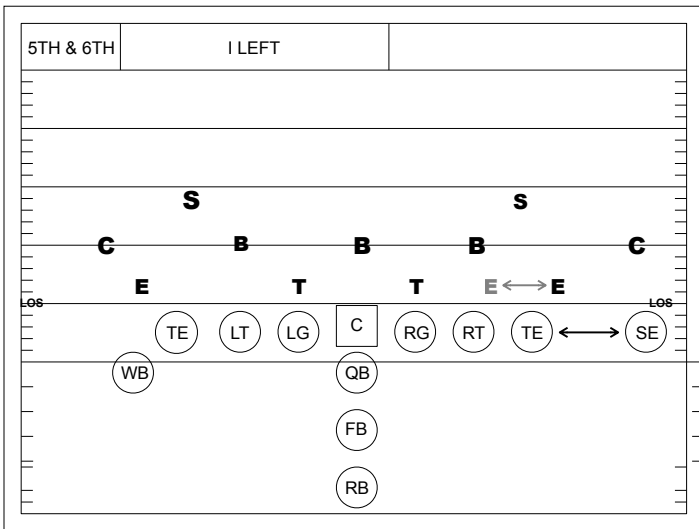 5TH & 6TH I LEFT
S S
C B B B C
E T T E E
LOS LOS
TE LT LG C RG RT TE SE
WB QB
FB
RB